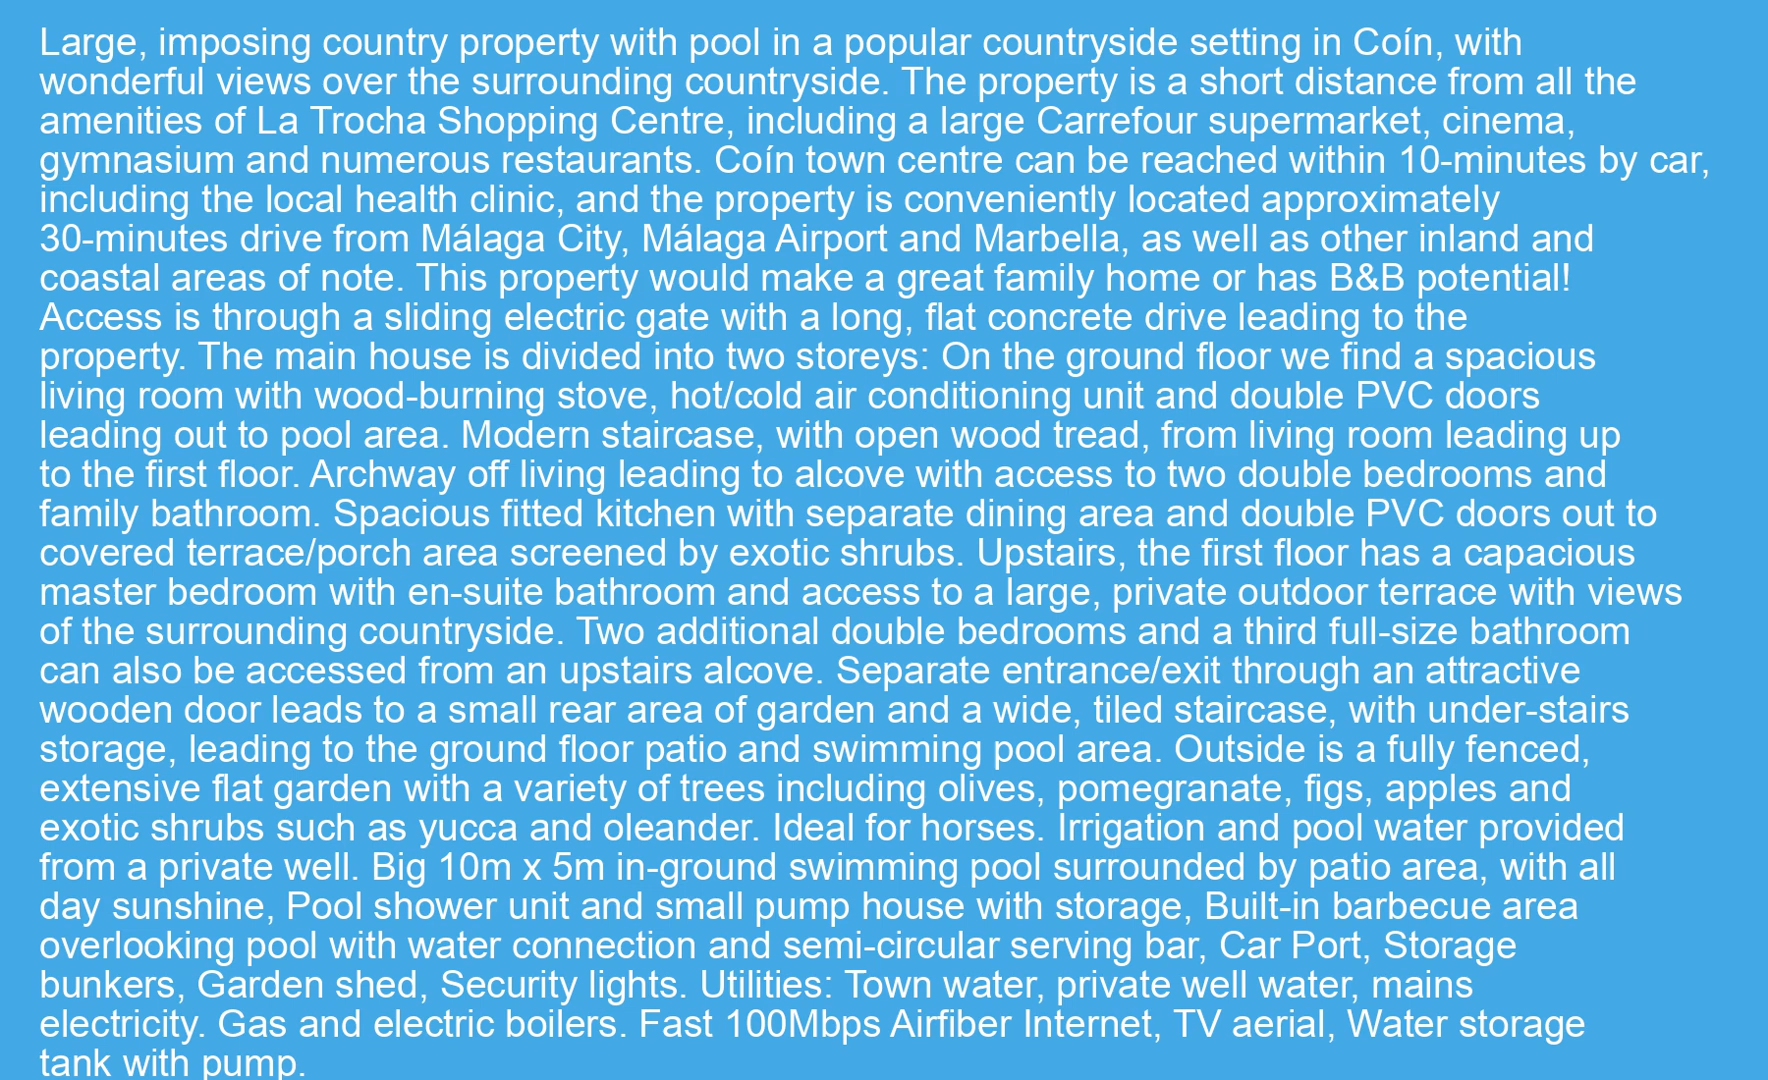 Large, imposing country property with pool in a popular countryside setting in Coín, with
wonderful views over the surrounding countryside. The property is a short distance from all the
amenities of La Trocha Shopping Centre, including a large Carrefour supermarket, cinema,
gymnasium and numerous restaurants. Coín town centre can be reached within 10-minutes by car,
including the local health clinic, and the property is conveniently located approximately
30-minutes drive from Málaga City, Málaga Airport and Marbella, as well as other inland and
coastal areas of note. This property would make a great family home or has B&B potential!
Access is through a sliding electric gate with a long, flat concrete drive leading to the
property. The main house is divided into two storeys: On the ground floor we find a spacious
living room with wood-burning stove, hot/cold air conditioning unit and double PVC doors
leading out to pool area. Modern staircase, with open wood tread, from living room leading up
to the first floor. Archway off living leading to alcove with access to two double bedrooms and
family bathroom. Spacious fitted kitchen with separate dining area and double PVC doors out to
covered terrace/porch area screened by exotic shrubs. Upstairs, the first floor has a capacious
master bedroom with en-suite bathroom and access to a large, private outdoor terrace with views
of the surrounding countryside. Two additional double bedrooms and a third full-size bathroom
can also be accessed from an upstairs alcove. Separate entrance/exit through an attractive
wooden door leads to a small rear area of garden and a wide, tiled staircase, with under-stairs
storage, leading to the ground floor patio and swimming pool area. Outside is a fully fenced,
extensive flat garden with a variety of trees including olives, pomegranate, figs, apples and
exotic shrubs such as yucca and oleander. Ideal for horses. Irrigation and pool water provided
from a private well. Big 10m x 5m in-ground swimming pool surrounded by patio area, with all
day sunshine, Pool shower unit and small pump house with storage, Built-in barbecue area
overlooking pool with water connection and semi-circular serving bar, Car Port, Storage
bunkers, Garden shed, Security lights. Utilities: Town water, private well water, mains
electricity. Gas and electric boilers. Fast 100Mbps Airfiber Internet, TV aerial, Water storage
tank with pump.